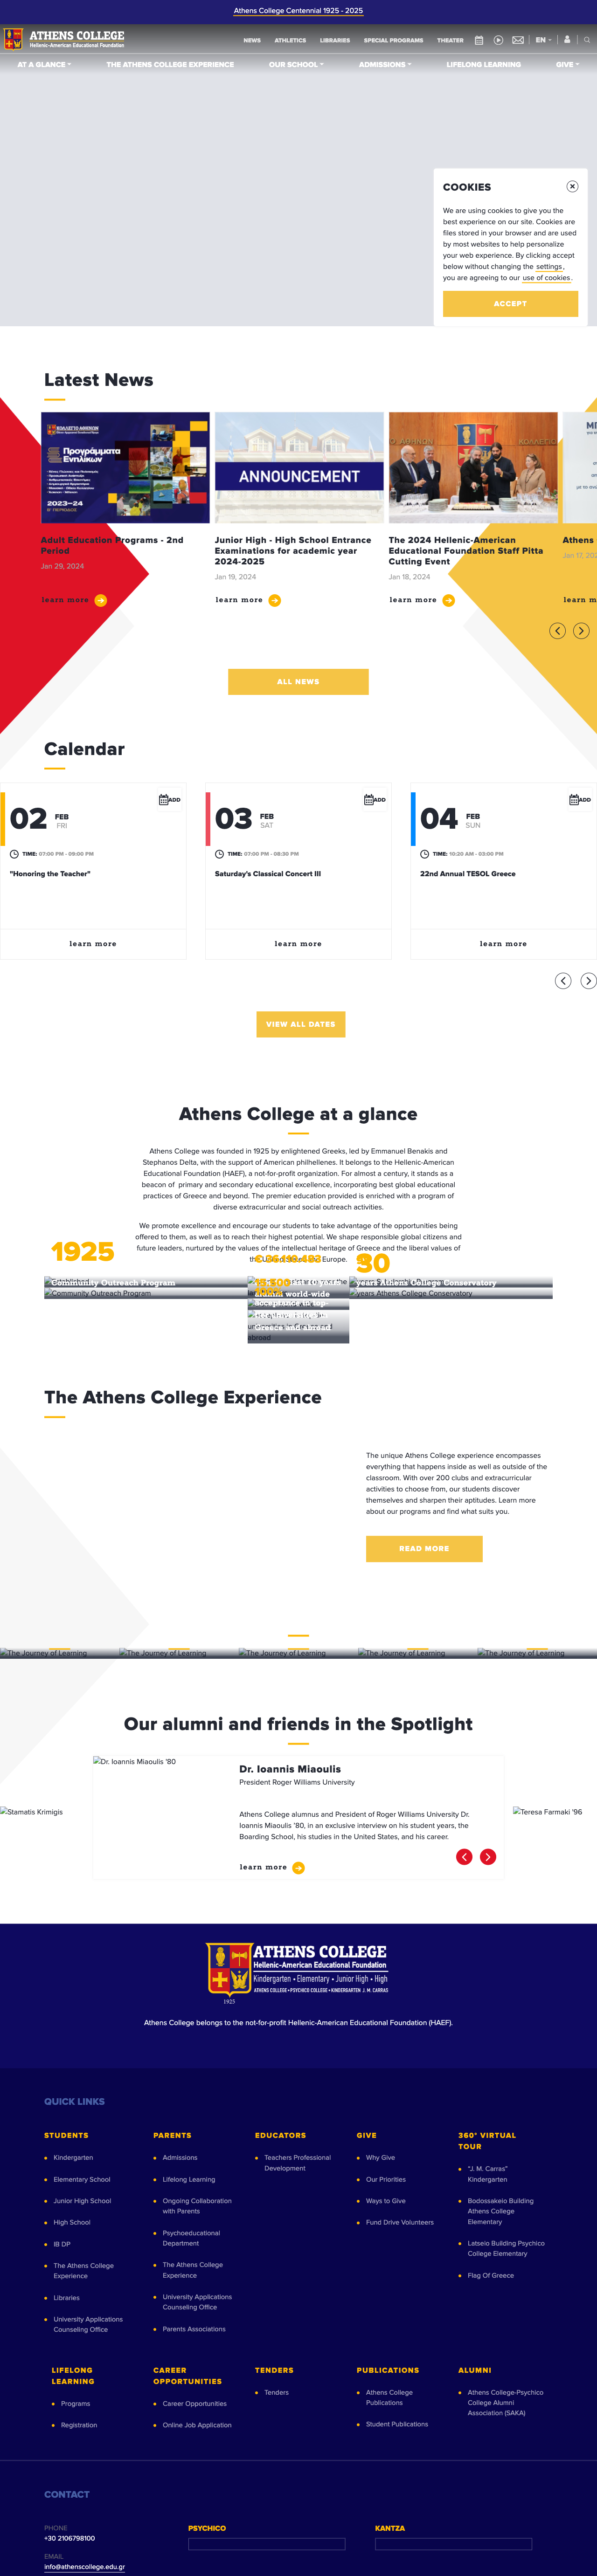 Athens College Centennial 1925 - 2025
ATHENS COLLEGE
Hellenic-American Educational Foundation
NEWS ATHLETICS LIBRARIES SPECIAL PROGRAMS THEATER EN
AT A GLANCE THE ATHENS COLLEGE EXPERIENCE OUR SCHOOL ADMISSIONS LIFELONG LEARNING GIVE
COOKIES
We are using cookies to give you the
best experience on our site. Cookies are
files stored in your browser and are used
by most websites to help personalize
your web experience. By clicking accept
below without changing the settings,
you are agreeing to our use of cookies.
ACCEPT
Latest News
ΚΟΛΛΕΓΙΟ ΑΘΗΝΩΝ
Προγράμματα
Ενηλίκων
2023–24
Β' ΠΕΡΙΟΔΟΣ
ANNOUNCEMENT
Adult Education Programs - 2nd
Period
Jan 29, 2024
learn more
Junior High - High School Entrance
Examinations for academic year
2024-2025
Jan 19, 2024
learn more
The 2024 Hellenic-American
Educational Foundation Staff Pitta
Cutting Event
Jan 18, 2024
learn more
Athens
Jan 17, 202
learn m
ALL NEWS
Calendar
02 FEB
FRI
ADD
TIME: 07:00 PM - 09:00 PM
"Honoring the Teacher"
learn more
03 FEB
SAT
ADD
TIME: 07:00 PM - 08:30 PM
Saturday's Classical Concert III
learn more
04 FEB
SUN
ADD
TIME: 10:20 AM - 03:00 PM
22nd Annual TESOL Greece
learn more
VIEW ALL DATES
Athens College at a glance
Athens College was founded in 1925 by enlightened Greeks, led by Emmanuel Benakis and
Stephanos Delta, with the support of American philhellenes. It belongs to the Hellenic-American
Educational Foundation (HAEF), a not-for-profit organization. For almost a century, it stands as a
beacon of primary and secondary educational excellence, incorporating best global educational
practices of Greece and beyond. The premier education provided is enriched with a program of
diverse extracurricular and social outreach activities.
We promote excellence and encourage our students to take advantage of the opportunities being
offered to them, as well as to reach their highest potential. We shape responsible global citizens and
future leaders, nurtured by the values of the intellectual heritage of Greece and the liberal values of
the United States and Europe.
1925
Community Outreach Program
Community Outreach Program
30
years Athens College Conservatory
years Athens College Conservatory
Greece and abroad
abroad
The Athens College Experience
The unique Athens College experience encompasses
everything that happens inside as well as outside of the
classroom. With over 200 clubs and extracurricular
activities to choose from, our students discover
themselves and sharpen their aptitudes. Learn more
about our programs and find what suits you.
READ MORE
The Journey of Learning The Journey of Learning The Journey of Learning The Journey of Learning The Journey of Learning
Our alumni and friends in the Spotlight
Stamatis Krimigis
Dr. Ioannis Miaoulis '80
Dr. Ioannis Miaoulis
President Roger Williams University
Athens College alumnus and President of Roger Williams University Dr.
Ioannis Miaoulis '80, in an exclusive interview on his student years, the
Boarding School, his studies in the United States, and his career.
learn more
Teresa Farmaki '96
ATHENS COLLEGE
Hellenic-American Educational Foundation
Kindergarten • Elementary • Junior High • High
ATHENS COLLEGE • PSYCHICO COLLEGE • KINDERGARTEN J. M. CARRAS
1925
Athens College belongs to the not-for-profit Hellenic-American Educational Foundation (HAEF).
QUICK LINKS
STUDENTS
Kindergarten
Elementary School
Junior High School
High School
IB DP
The Athens College
Experience
Libraries
University Applications
Counseling Office
PARENTS
Admissions
Lifelong Learning
Ongoing Collaboration
with Parents
Psychoeducational
Department
The Athens College
Experience
University Applications
Counseling Office
Parents Associations
EDUCATORS
Teachers Professional
Development
GIVE
Why Give
Our Priorities
Ways to Give
Fund Drive Volunteers
360° VIRTUAL
TOUR
"J. M. Carras"
Kindergarten
Bodossakeio Building
Athens College
Elementary
Latseio Building Psychico
College Elementary
Flag Of Greece
LIFELONG
LEARNING
Programs
Registration
CAREER
OPPORTUNITIES
Career Opportunities
Online Job Application
TENDERS
Tenders
PUBLICATIONS
Athens College
Publications
Student Publications
ALUMNI
Athens College-Psychico
College Alumni
Association (SAKA)
CONTACT
PHONE
+30 2106798100
EMAIL
info@athenscollege.edu.gr
PSYCHICO
KANTZA